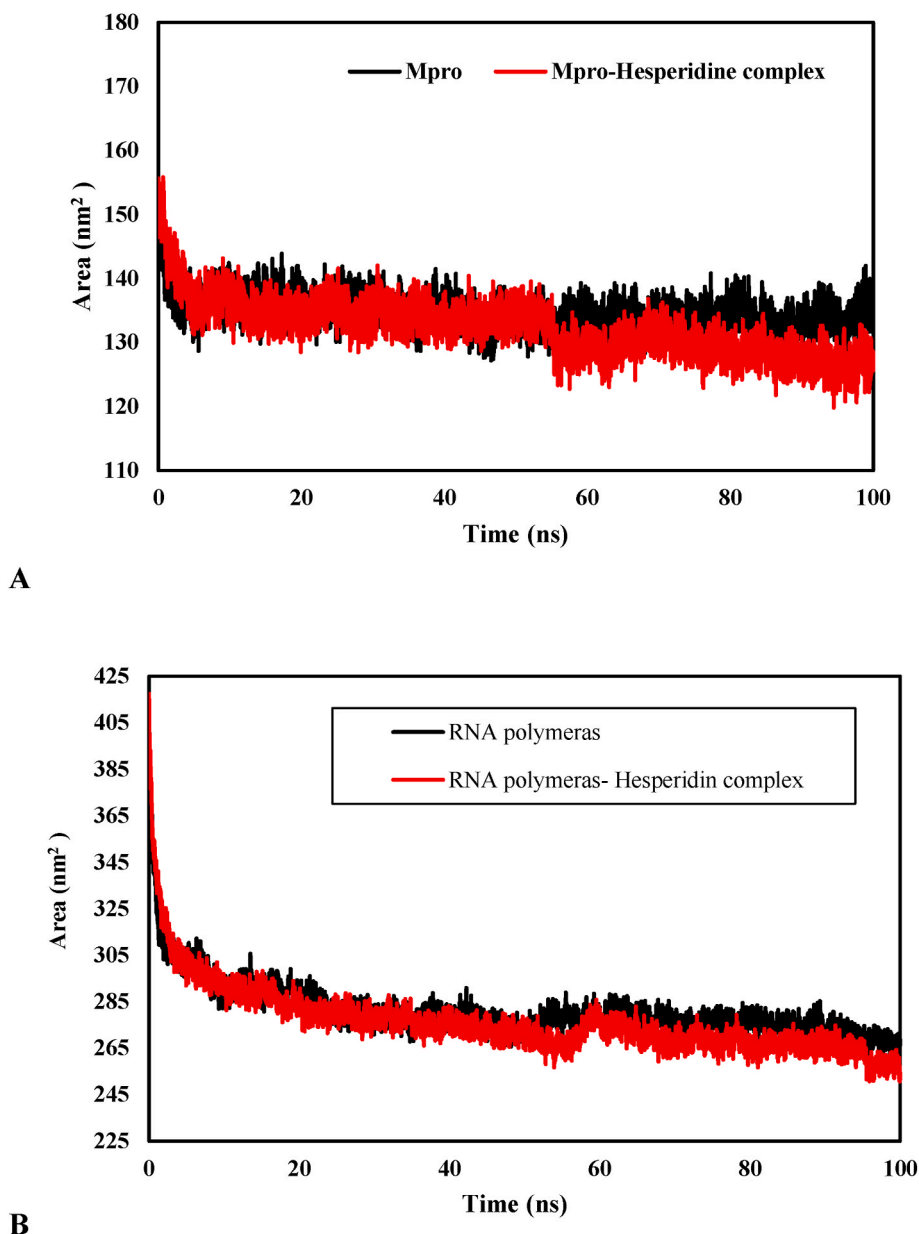 180
170
160
150
140
130
120
110
Area (nm²)
Mpro Mpro-Hesperidine complex
0 20 40 60 80 100
Time (ns)
A
425
405
385
365
345
325
305
285
265
245
225
Area (nm²)
RNA polymeras
RNA polymeras- Hesperidin complex
0 20 40 60 80 100
Time (ns)
B